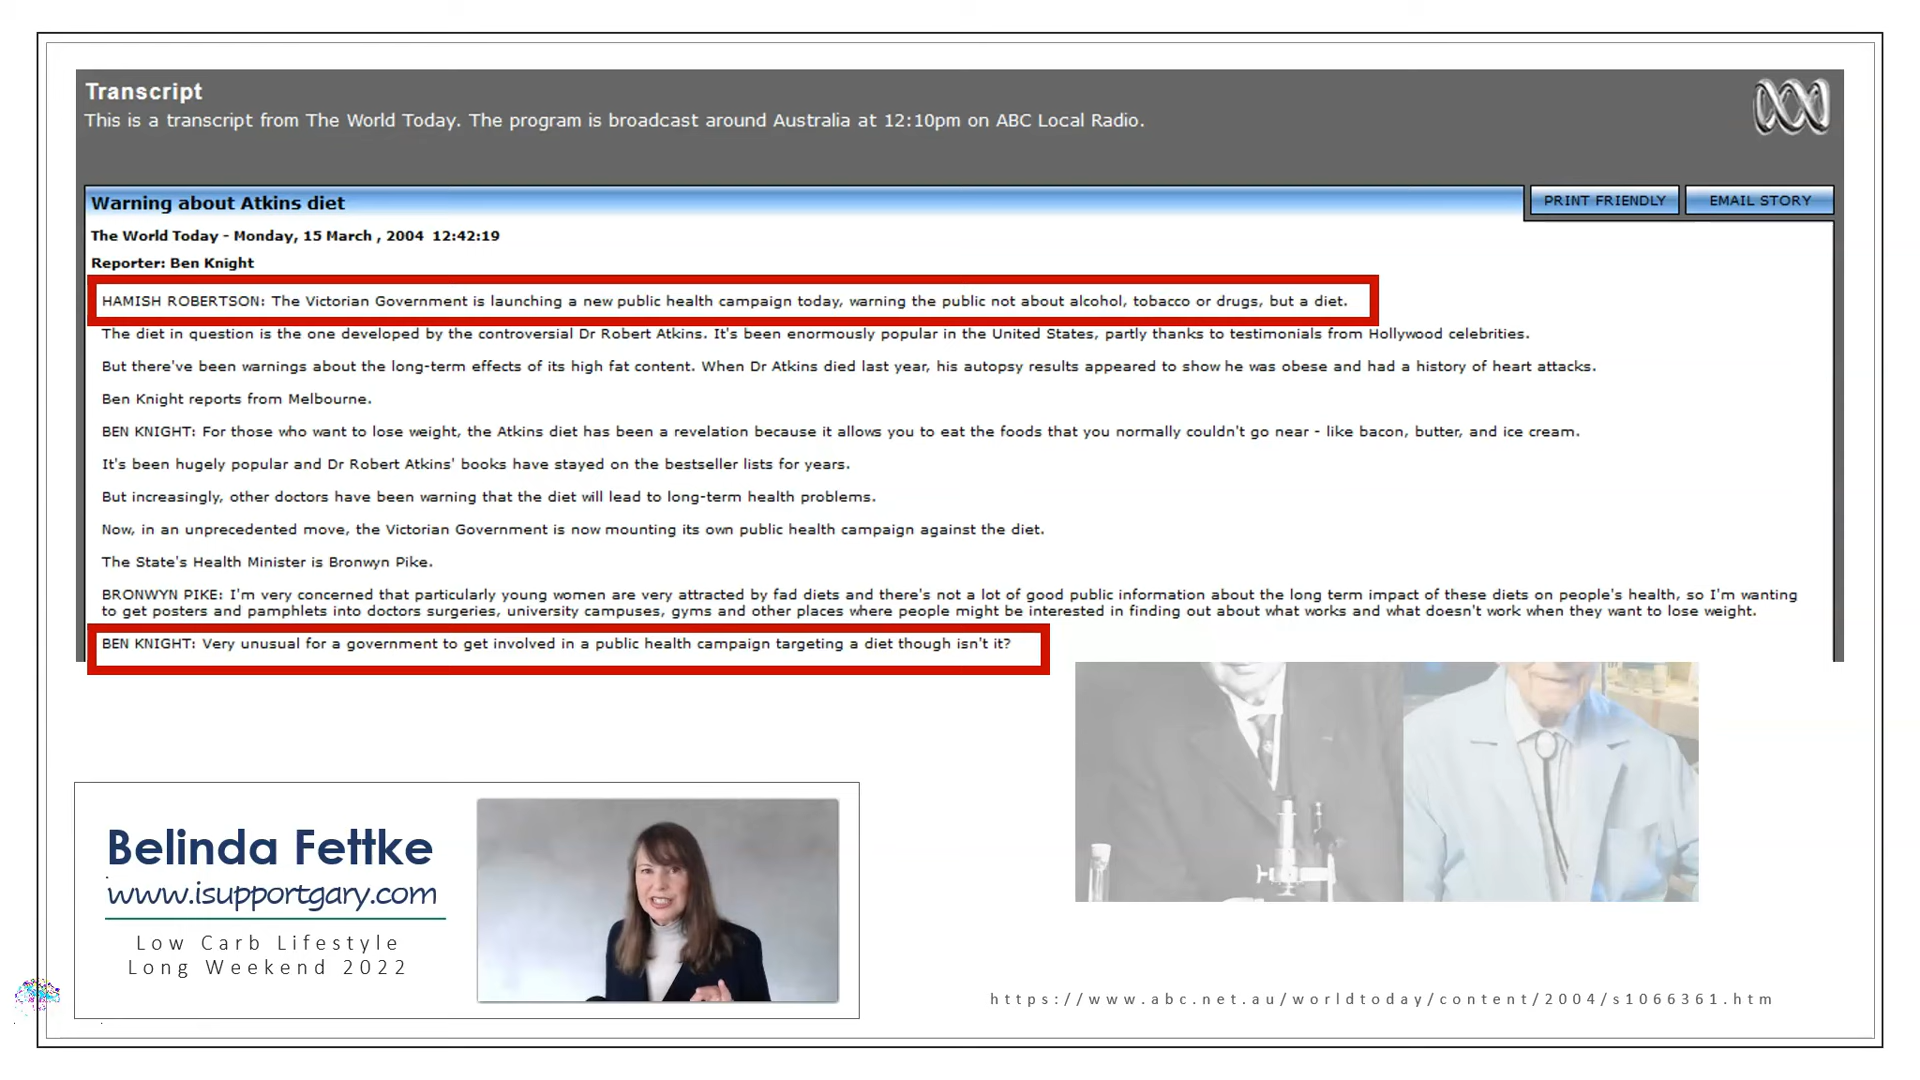 Transcript
This is a transcript from The World Today. The program is broadcast around Australia at 12:10pm on ABC Local Radio.
Warning about Atkins diet
PRINT FRIENDLY
EMAIL STORY
The World Today - Monday, 15 March , 2004 12:42:19
Reporter: Ben Knight
HAMISH ROBERTSON: The Victorian Government is launching a new public health campaign today, warning the public not about alcohol, tobacco or drugs, but a diet.
The diet in question is the one developed by the controversial Dr Robert Atkins. It's been enormously popular in the United States, partly thanks to testimonials from Hollywood celebrities.
But there've been warnings about the long-term effects of its high fat content. When Dr Atkins died last year, his autopsy results appeared to show he was obese and had a history of heart attacks.
Ben Knight reports from Melbourne.
BEN KNIGHT: For those who want to lose weight, the Atkins diet has been a revelation because it allows you to eat the foods that you normally couldn't go near - like bacon, butter, and ice cream.
It's been hugely popular and Dr Robert Atkins' books have stayed on the bestseller lists for years.
But increasingly, other doctors have been warning that the diet will lead to long-term health problems.
Now, in an unprecedented move, the Victorian Government is now mounting its own public health campaign against the diet.
The State's Health Minister is Bronwyn Pike.
BRONWYN PIKE: I'm very concerned that particularly young women are very attracted by fad diets and there's not a lot of good public information about the long term impact of these diets on people's health, so I'm wanting
to get posters and pamphlets into doctors surgeries, university campuses, gyms and other places where people might be interested in finding out about what works and what doesn't work when they want to lose weight.
BEN KNIGHT: Very unusual for a government to get involved in a public health campaign targeting a diet though isn't it?
Belinda Fettke
www.isupportgary.com
Low Carb Lifestyle
Long Weekend 2022
https://www.abc.net.au/worldtoday/content/2004/s1066361.htm